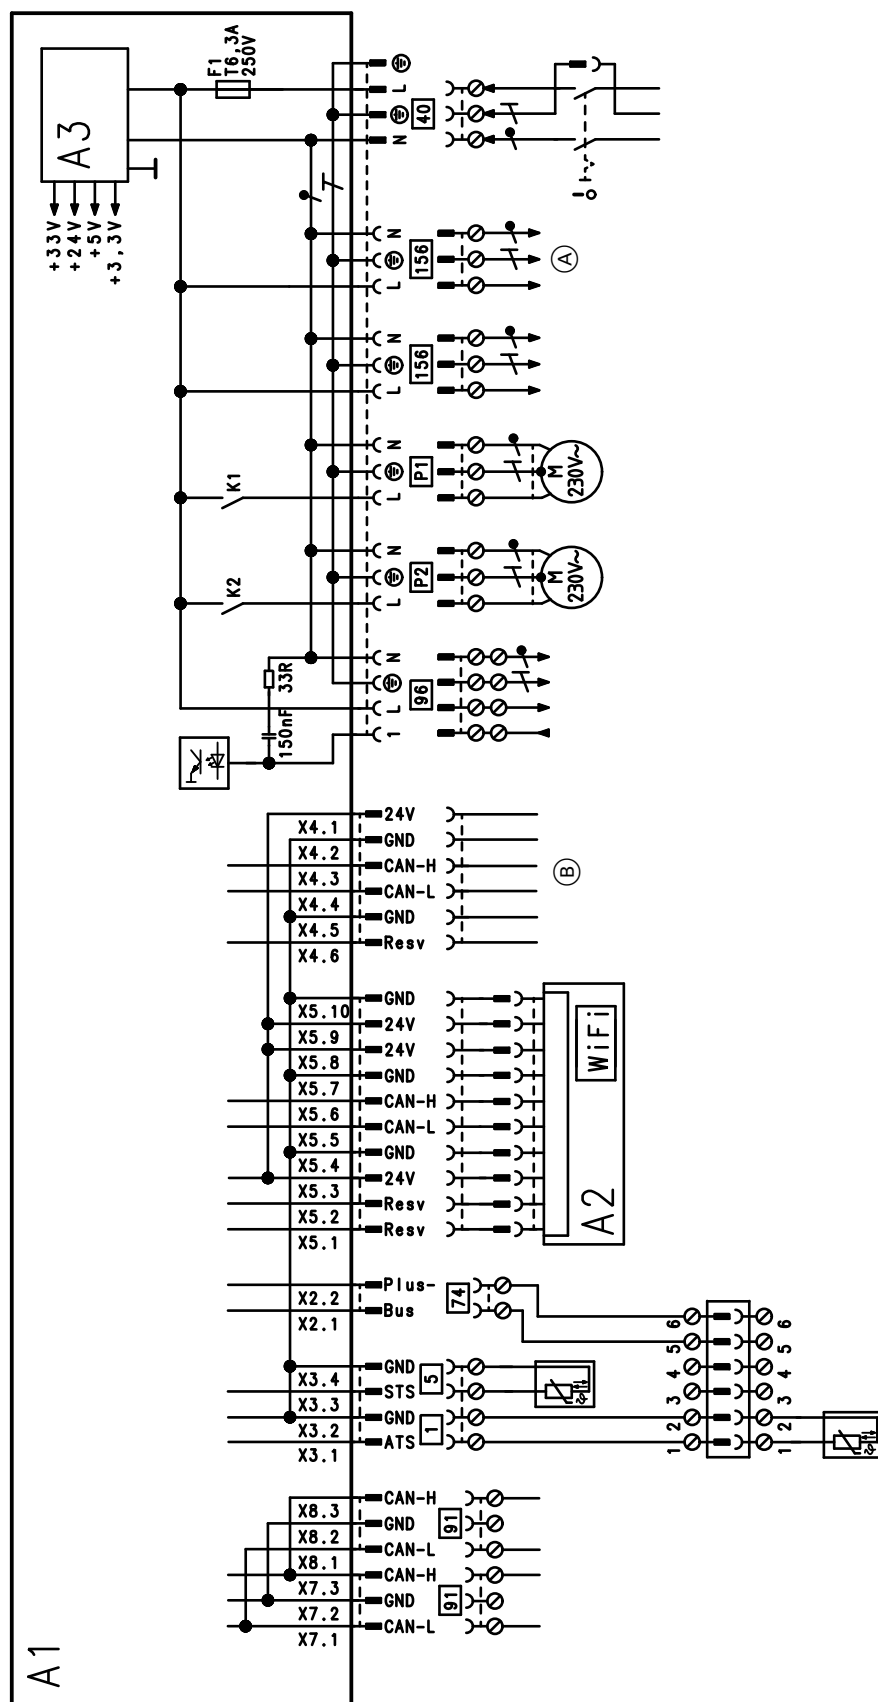 A3
+33V
+24V
+5V
+3,3V
F1
T6,3A
250V
L
N
40
N
L
156
A
N
L
156
K1
N
L
P1
M
230V~
K2
N
L
P2
M
230V~
33R
150nF
N
L
1
96
X4.1
24V
X4.2
GND
X4.3
CAN-H
X4.4
CAN-L
X4.5
GND
X4.6
Resv
B
X5.10
GND
X5.9
24V
X5.8
24V
X5.7
GND
X5.6
CAN-H
X5.5
CAN-L
X5.4
GND
X5.3
24V
X5.2
Resv
X5.1
Resv
WiFi
A2
X2.2
Plus-
X2.1
Bus
74
X3.4
GND
X3.3
STS
5
X3.2
GND
X3.1
ATS
1
6
5
4
3
2
1
6
5
4
3
2
1
X8.3
CAN-H
X8.2
GND
X8.1
CAN-L
91
X7.3
CAN-H
X7.2
GND
X7.1
CAN-L
91
A1